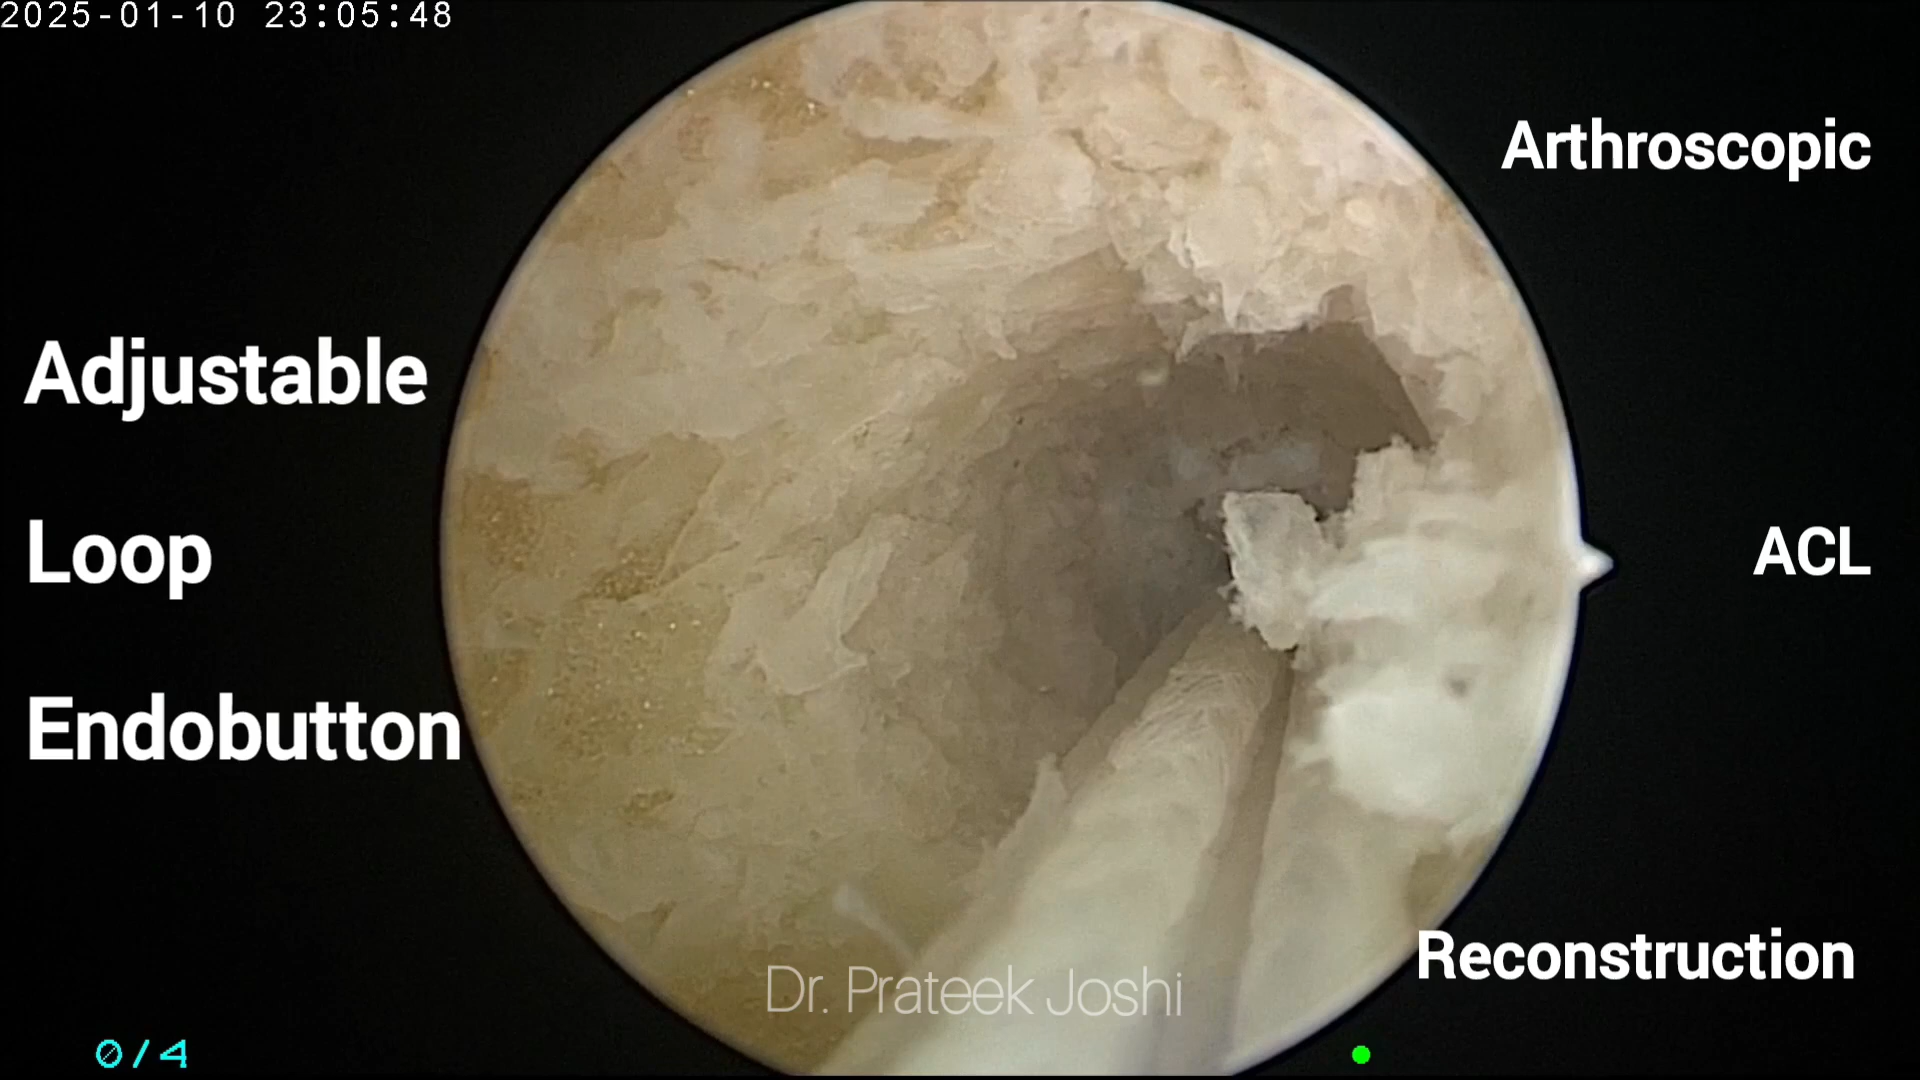 2025-01-10 23:05:48
Arthroscopic
Adjustable
Loop
ACL
Endobutton
Reconstruction
Dr. Prateek Joshi
0/4